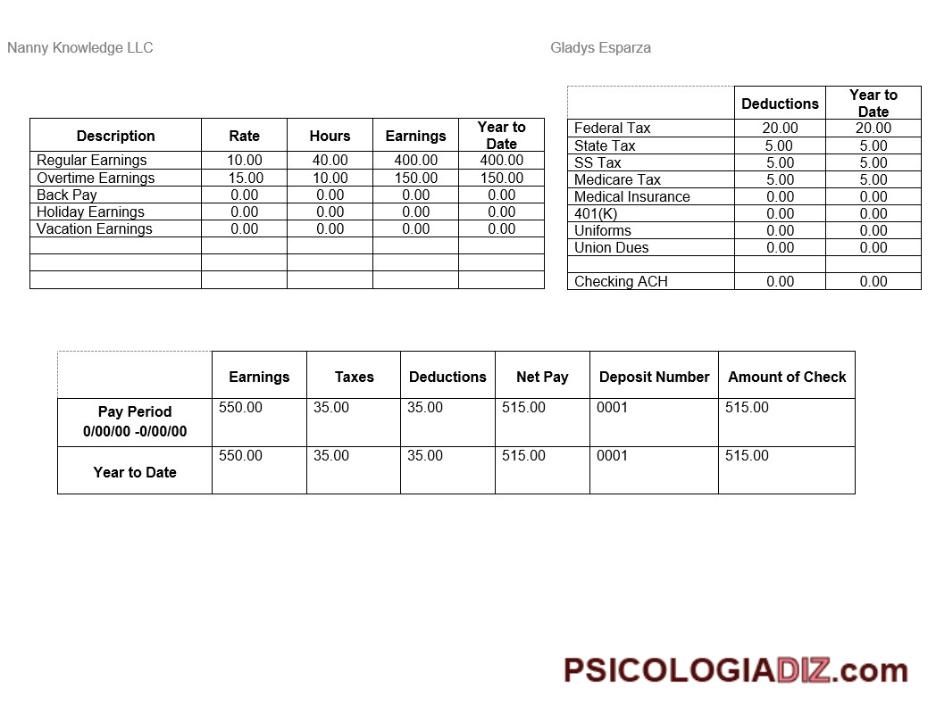 Nanny Knowledge LLC Gladys Esparza
Description Rate Hours Earnings Year to Date
Regular Earnings 10.00 40.00 400.00 400.00
Overtime Earnings 15.00 10.00 150.00 150.00
Back Pay 0.00 0.00 0.00 0.00
Holiday Earnings 0.00 0.00 0.00 0.00
Vacation Earnings 0.00 0.00 0.00 0.00
Deductions Year to Date
Federal Tax 20.00 20.00
State Tax 5.00 5.00
SS Tax 5.00 5.00
Medicare Tax 5.00 5.00
Medical Insurance 0.00 0.00
401(K) 0.00 0.00
Uniforms 0.00 0.00
Union Dues 0.00 0.00
Checking ACH 0.00 0.00
Earnings Taxes Deductions Net Pay Deposit Number Amount of Check
Pay Period 0/00/00 -0/00/00 550.00 35.00 35.00 515.00 0001 515.00
Year to Date 550.00 35.00 35.00 515.00 0001 515.00
PSICOLOGIADIZ.com